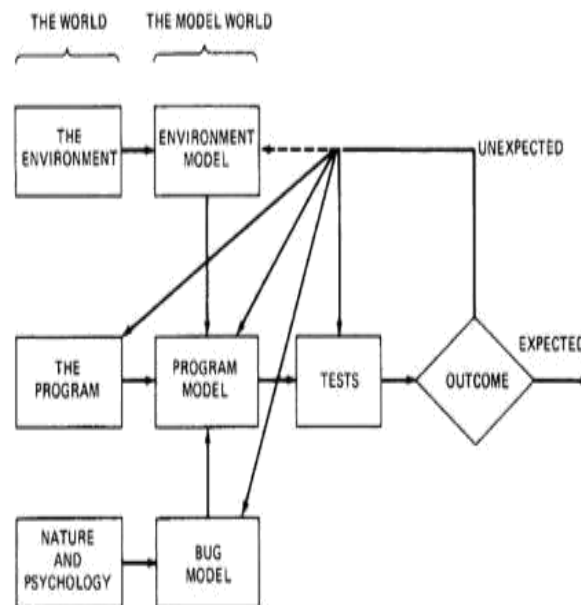 THE WORLD
THE MODEL WORLD
THE
ENVIRONMENT
ENVIRONMENT
MODEL
UNEXPECTED
THE
PROGRAM
PROGRAM
MODEL
TESTS
OUTCOME
EXPECTED
NATURE
AND
PSYCHOLOGY
BUG
MODEL